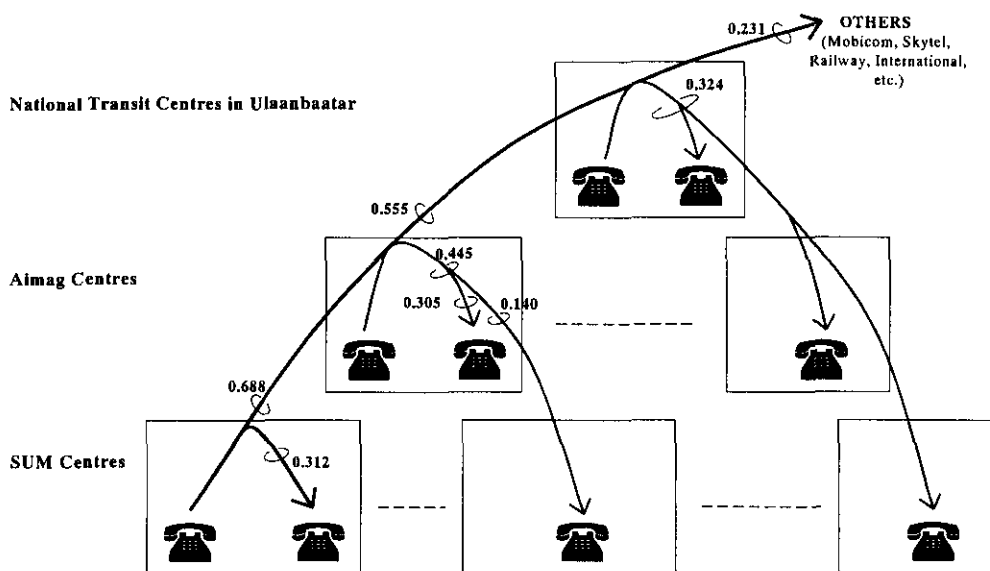 0.231
OTHERS
(Mobicom, Skytel,
Railway, International,
etc.)
National Transit Centres in Ulaanbaatar
0.324
0.555
Aimag Centres
0.445
0.305
0.140
0.688
SUM Centres
0.312